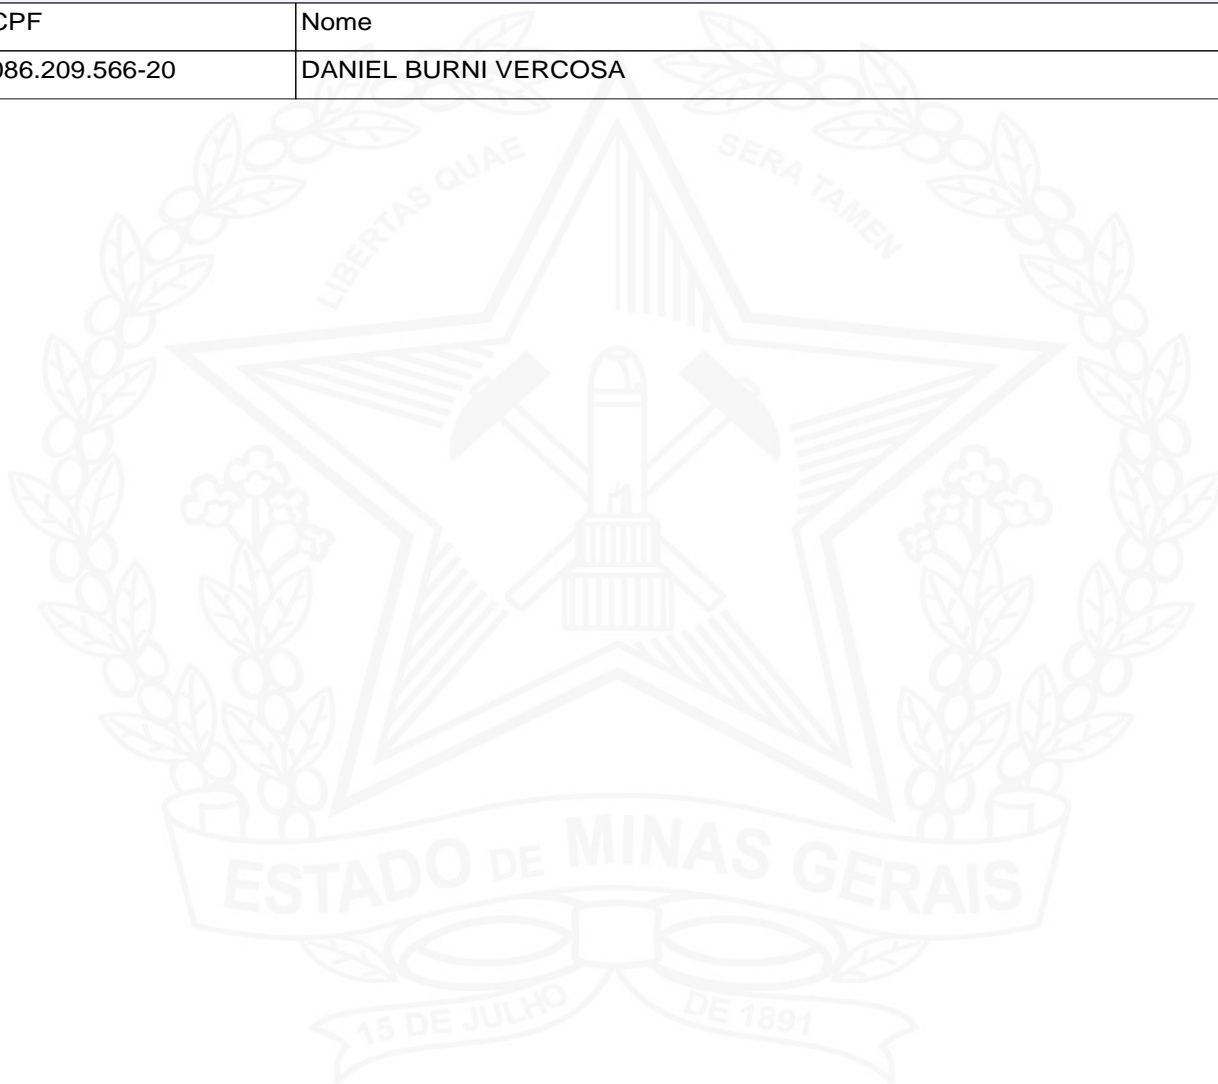 CPF Nome
086.209.566-20 DANIEL BURNI VERCOSA
LIBERTAS QUAE SERA TAMEN
ESTADO DE MINAS GERAIS
15 DE JULHO DE 1891